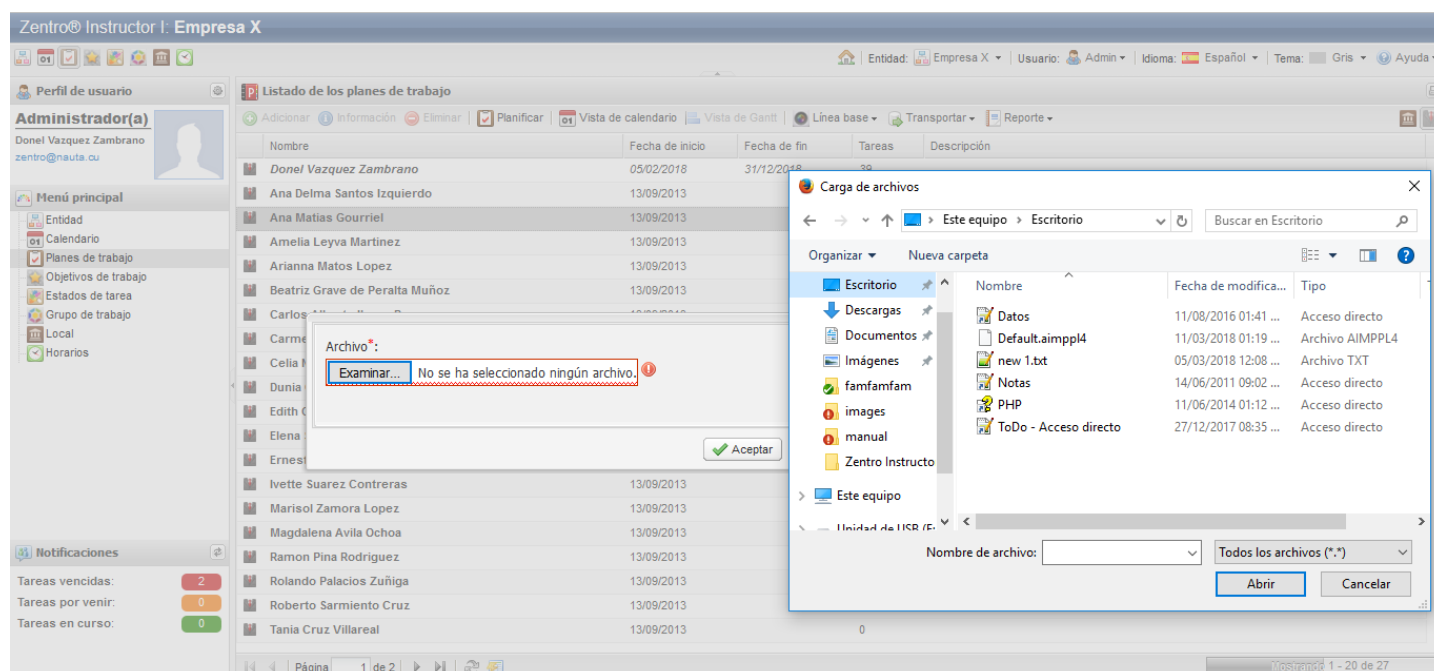 Zentro® Instructor I: Empresa X
01
Entidad: Empresa X Usuario: Admin Idioma: Español Tema: Gris Ayuda
Perfil de usuario
Administrador(a)
Donel Vazquez Zambrano
zentro@nauta.cu
Menú principal
Entidad
01 Calendario
Planes de trabajo
Objetivos de trabajo
Estados de tarea
Grupo de trabajo
Local
Horarios
Notificaciones
Tareas vencidas: 2
Tareas por venir: 0
Tareas en curso: 0
Listado de los planes de trabajo
Adicionar Información Eliminar Planificar 01 Vista de calendario Vista de Gantt Línea base Transportar Reporte
Nombre Fecha de inicio Fecha de fin Tareas Descripción
Donel Vazquez Zambrano 05/02/2018 31/12/2018 39
Ana Delma Santos Izquierdo 13/09/2013
Ana Matias Gourriel 13/09/2013
Amelia Leyva Martinez 13/09/2013
Arianna Matos Lopez 13/09/2013
Beatriz Grave de Peralta Muñoz 13/09/2013
Carlos
Carme
Celia
Dunia
Edith
Elena
Ernest
Ivette Suarez Contreras 13/09/2013
Marisol Zamora Lopez 13/09/2013
Magdalena Avila Ochoa 13/09/2013
Ramon Pina Rodriguez 13/09/2013
Rolando Palacios Zuñiga 13/09/2013
Roberto Sarmiento Cruz 13/09/2013
Tania Cruz Villareal 13/09/2013 0
Página 1 de 2
Mostrando 1 - 20 de 27
Archivo*:
Examinar... No se ha seleccionado ningún archivo.
Aceptar
Carga de archivos
Este equipo > Escritorio
Buscar en Escritorio
Organizar Nueva carpeta
Escritorio
Descargas
Documentos
Imágenes
famfamfam
images
manual
Zentro Instructo
Este equipo
Unidad de USB (E:
Nombre Fecha de modifica... Tipo
Datos 11/08/2016 01:41 ... Acceso directo
Default.aimppl4 11/03/2018 01:19 ... Archivo AIMPPL4
new 1.txt 05/03/2018 12:08 ... Archivo TXT
Notas 14/06/2011 09:02 ... Acceso directo
PHP 11/06/2014 01:12 ... Acceso directo
ToDo - Acceso directo 27/12/2017 08:35 ... Acceso directo
Nombre de archivo: Todos los archivos (*.*)
Abrir Cancelar